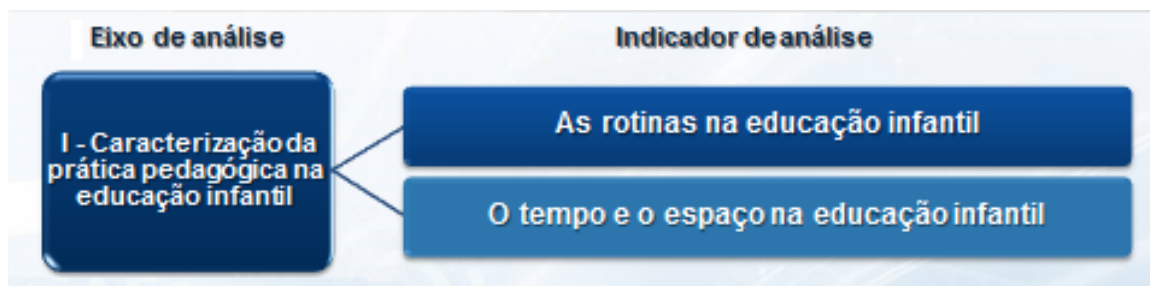 Eixo de análise
Indicador de análise
I - Caracterização da
prática pedagógica na
educação infantil
As rotinas na educação infantil
O tempo e o espaço na educação infantil